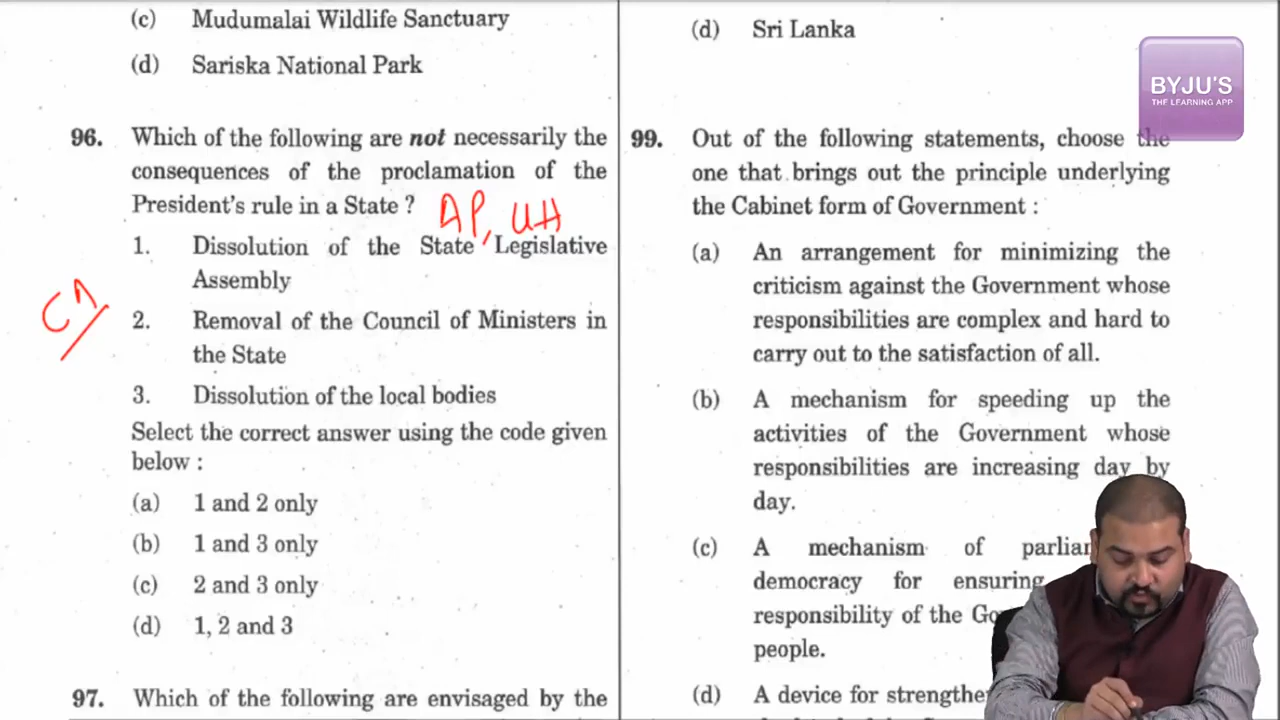 (c) Mudumalai Wildlife Sanctuary
(d) Sariska National Park
96. Which of the following are not necessarily the
consequences of the proclamation of the
President's rule in a State ?
AP, UH
1. Dissolution of the State Legislative
Assembly
2. Removal of the Council of Ministers in
the State
3. Dissolution of the local bodies
Select the correct answer using the code given
below :
(a) 1 and 2 only
(b) 1 and 3 only
(c) 2 and 3 only
(d) 1, 2 and 3
97. Which of the following are envisaged by the
(d) Sri Lanka
BYJU'S
THE LEARNING APP
99. Out of the following statements, choose the
one that brings out the principle underlying
the Cabinet form of Government :
(a) An arrangement for minimizing the
criticism against the Government whose
responsibilities are complex and hard to
carry out to the satisfaction of all.
(b) A mechanism for speeding up the
activities of the Government whose
responsibilities are increasing day by
day.
(c) A mechanism of
democracy for ensuring
responsibility of the
people.
(d) A device for